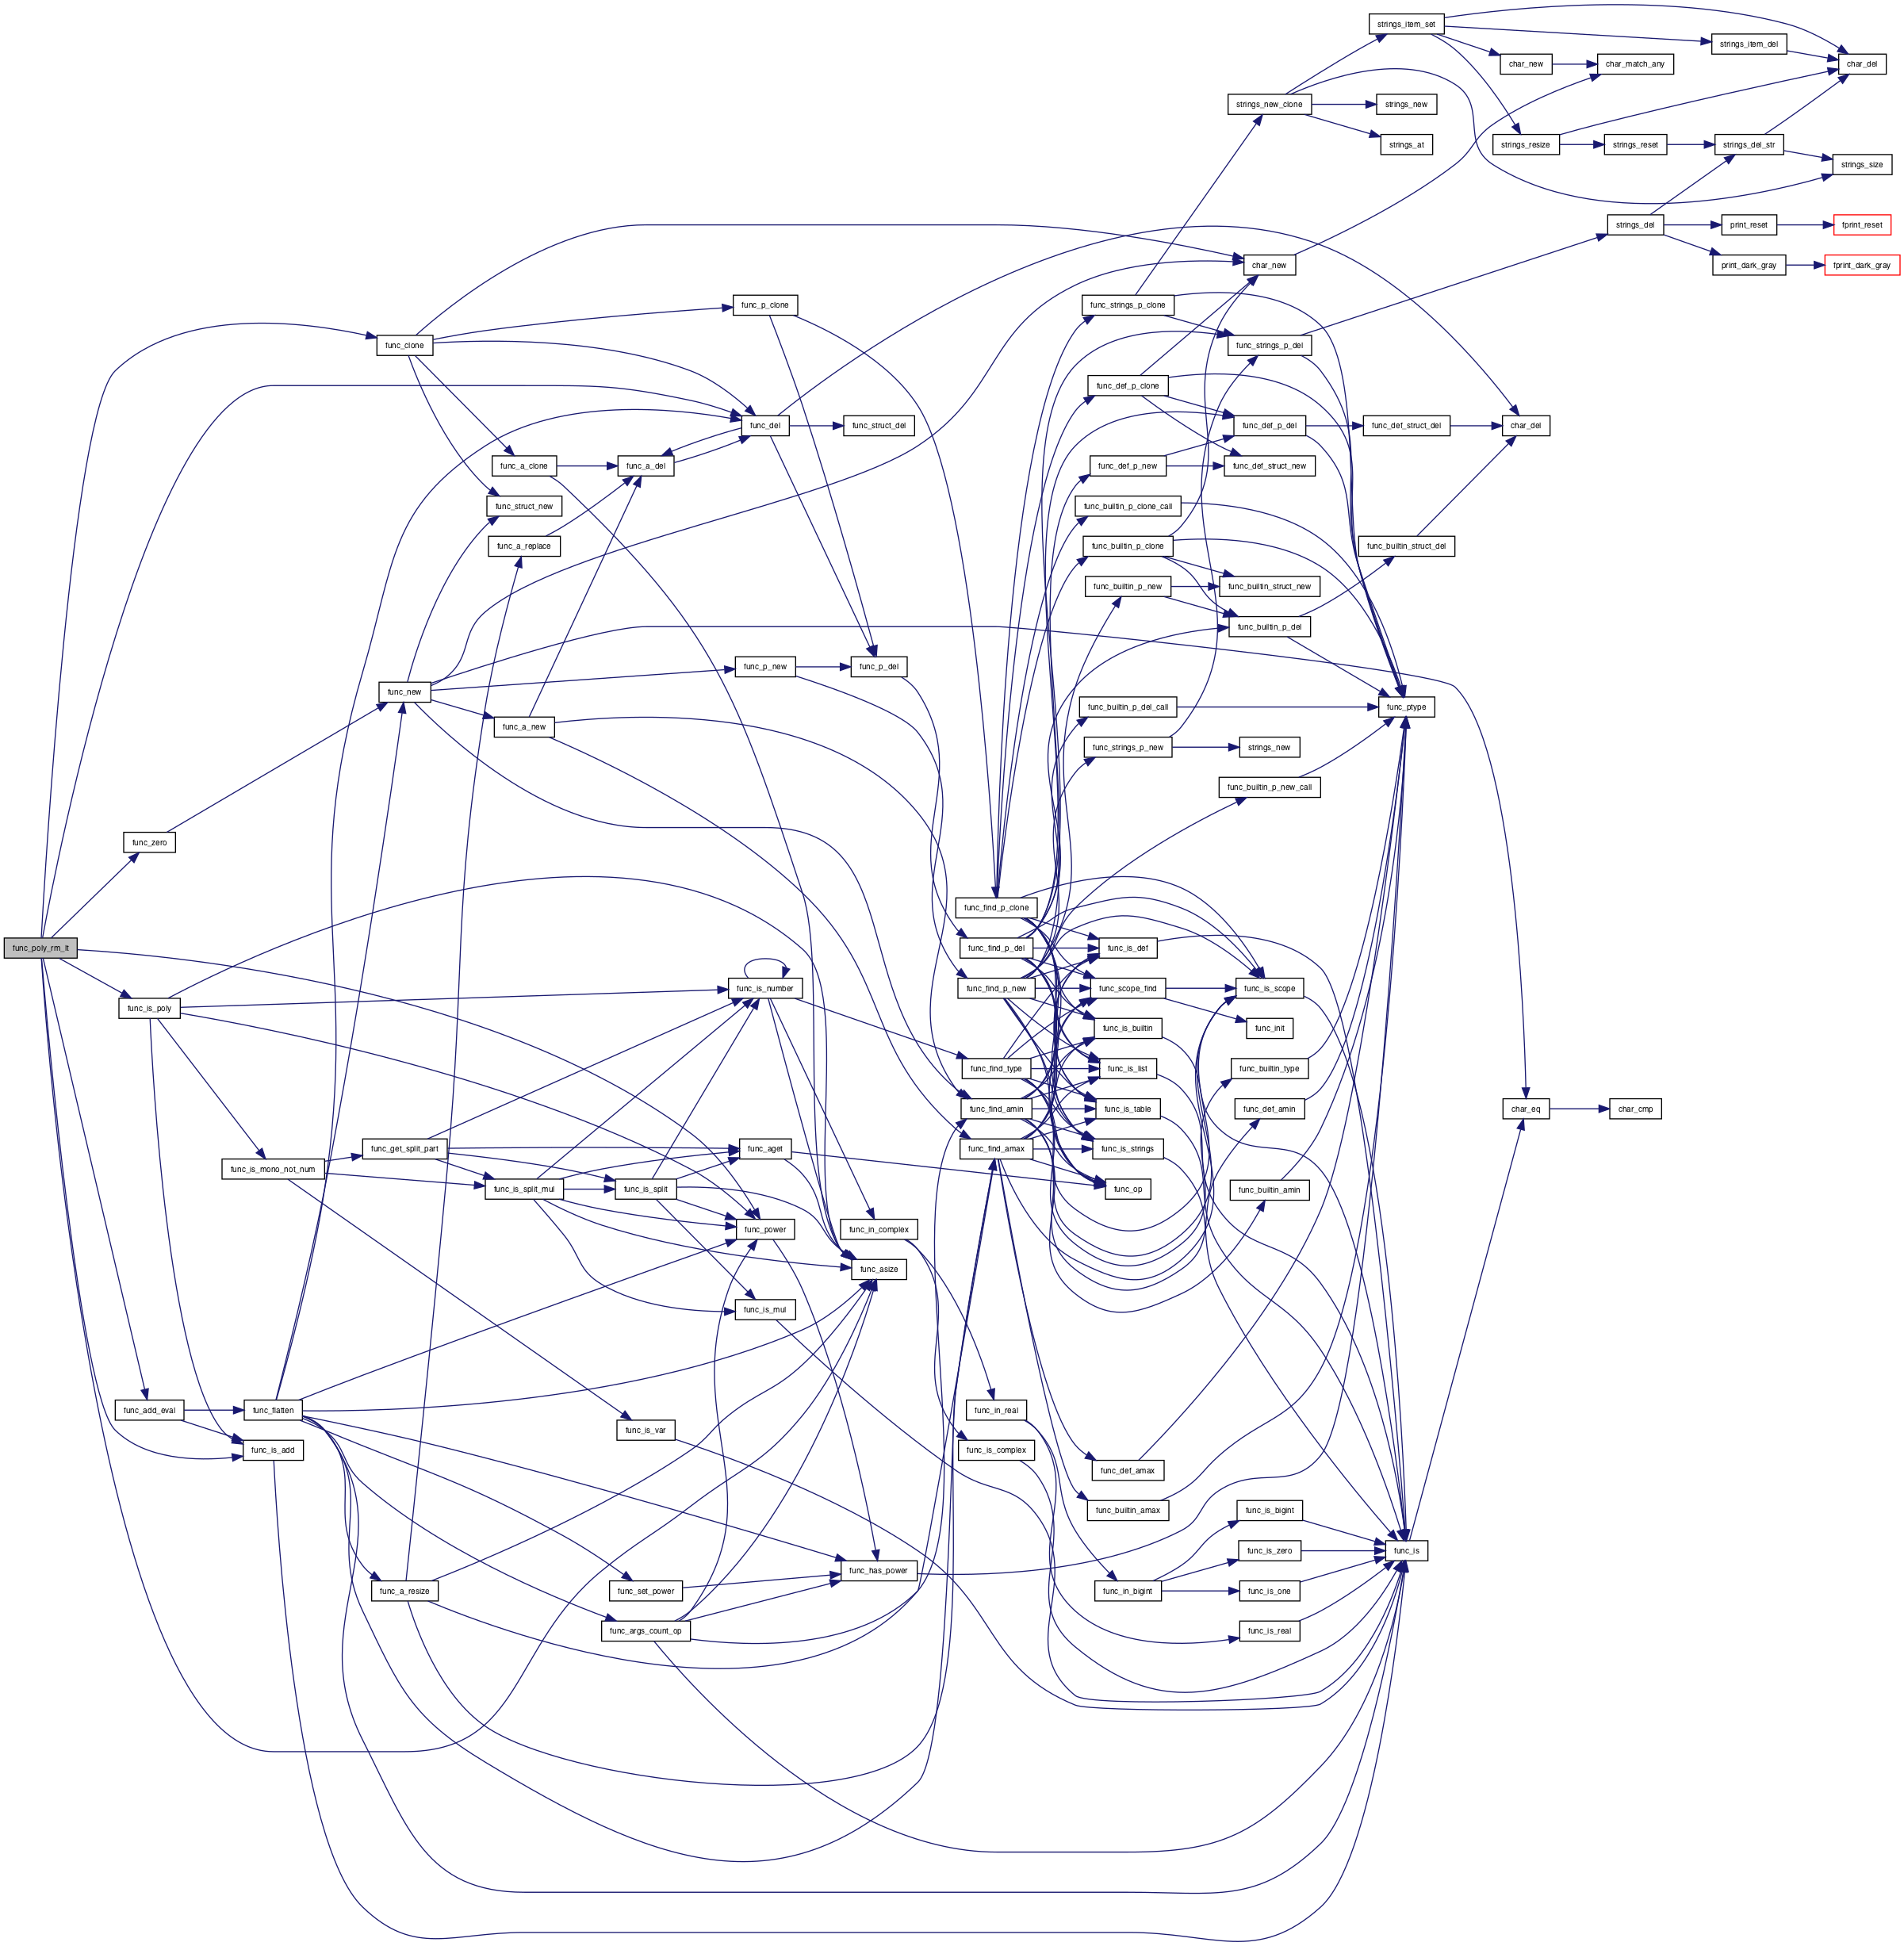 strings_item_set
strings_item_del
char_new
char_match_any
char_del
strings_new_clone
strings_new
strings_at
strings_resize
strings_reset
strings_del_str
strings_size
strings_del
print_reset
fprint_reset
print_dark_gray
fprint_dark_gray
char_new
func_p_clone
func_strings_p_clone
func_clone
func_strings_p_del
func_def_p_clone
func_del
func_struct_del
func_def_p_del
func_def_struct_del
char_del
func_a_clone
func_a_del
func_def_p_new
func_def_struct_new
func_struct_new
func_builtin_p_clone_call
func_a_replace
func_builtin_p_clone
func_builtin_struct_del
func_builtin_p_new
func_builtin_struct_new
func_builtin_p_del
func_p_new
func_p_del
func_new
func_builtin_p_del_call
func_ptype
func_a_new
func_strings_p_new
strings_new
func_builtin_p_new_call
func_zero
func_find_p_clone
func_poly_rm_lt
func_find_p_del
func_is_def
func_is_number
func_find_p_new
func_scope_find
func_is_scope
func_is_poly
func_is_builtin
func_init
func_find_type
func_is_list
func_builtin_type
func_find_amin
func_is_table
func_def_amin
char_eq
char_cmp
func_get_split_part
func_aget
func_find_amax
func_is_strings
func_is_mono_not_num
func_is_split_mul
func_is_split
func_op
func_builtin_amin
func_power
func_in_complex
func_asize
func_is_mul
func_add_eval
func_flatten
func_in_real
func_is_var
func_is_add
func_is_complex
func_def_amax
func_builtin_amax
func_is_bigint
func_is_zero
func_is
func_has_power
func_a_resize
func_set_power
func_in_bigint
func_is_one
func_args_count_op
func_is_real